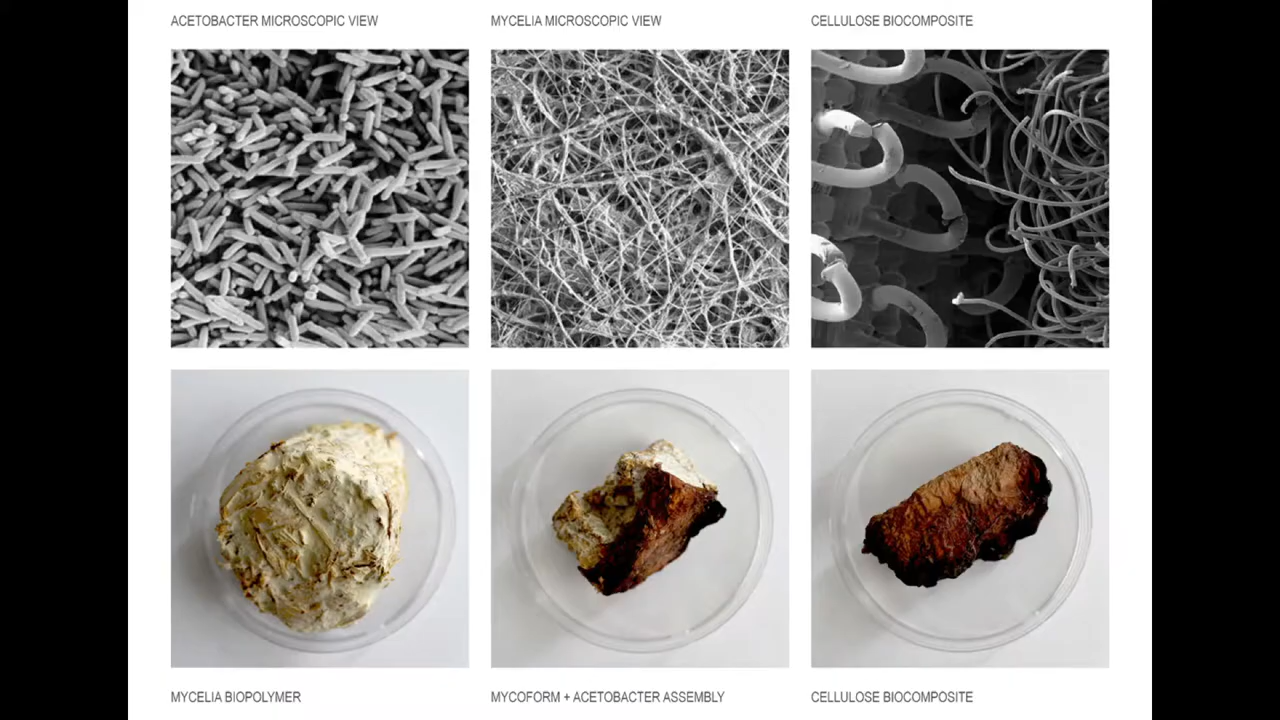 ACETOBACTER MICROSCOPIC VIEW
MYCELIA MICROSCOPIC VIEW
CELLULOSE BIOCOMPOSITE
MYCELIA BIOPOLYMER
MYCOFORM + ACETOBACTER ASSEMBLY
CELLULOSE BIOCOMPOSITE